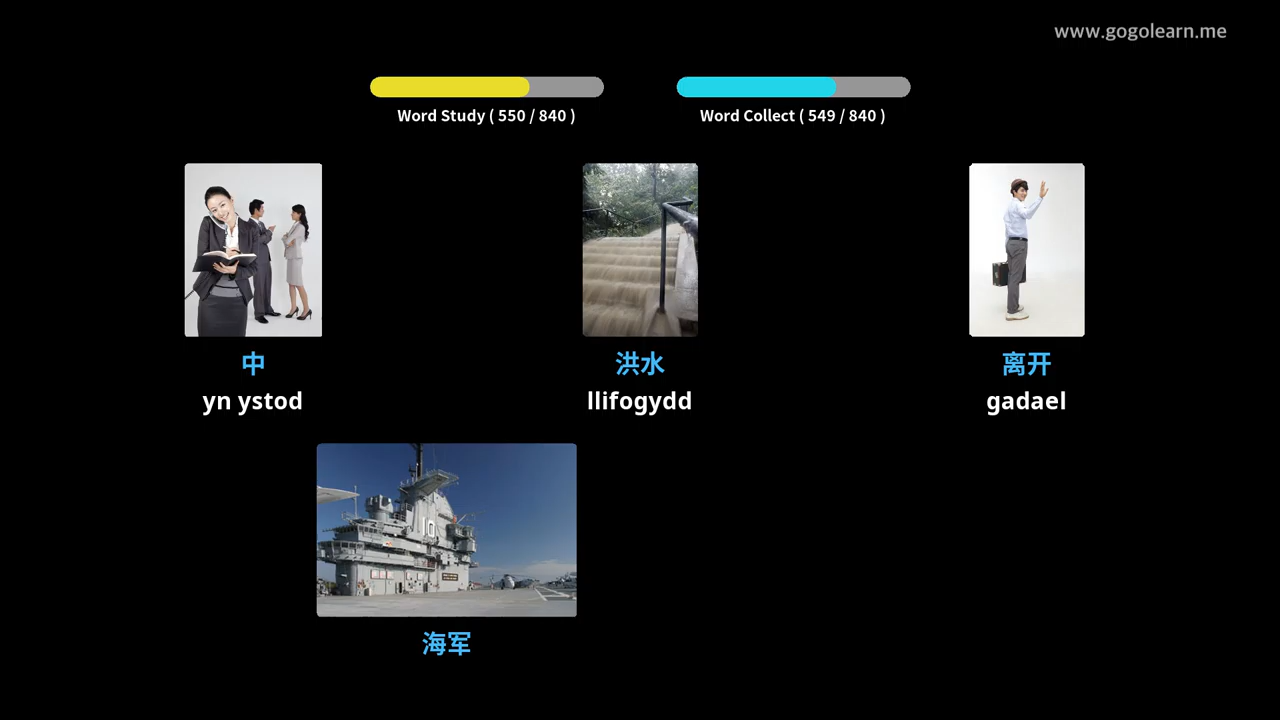 www.gogolearn.me
Word Study ( 550 / 840 )
Word Collect ( 549 / 840 )
中
yn ystod
洪水
llifogydd
离开
gadael
10
海军